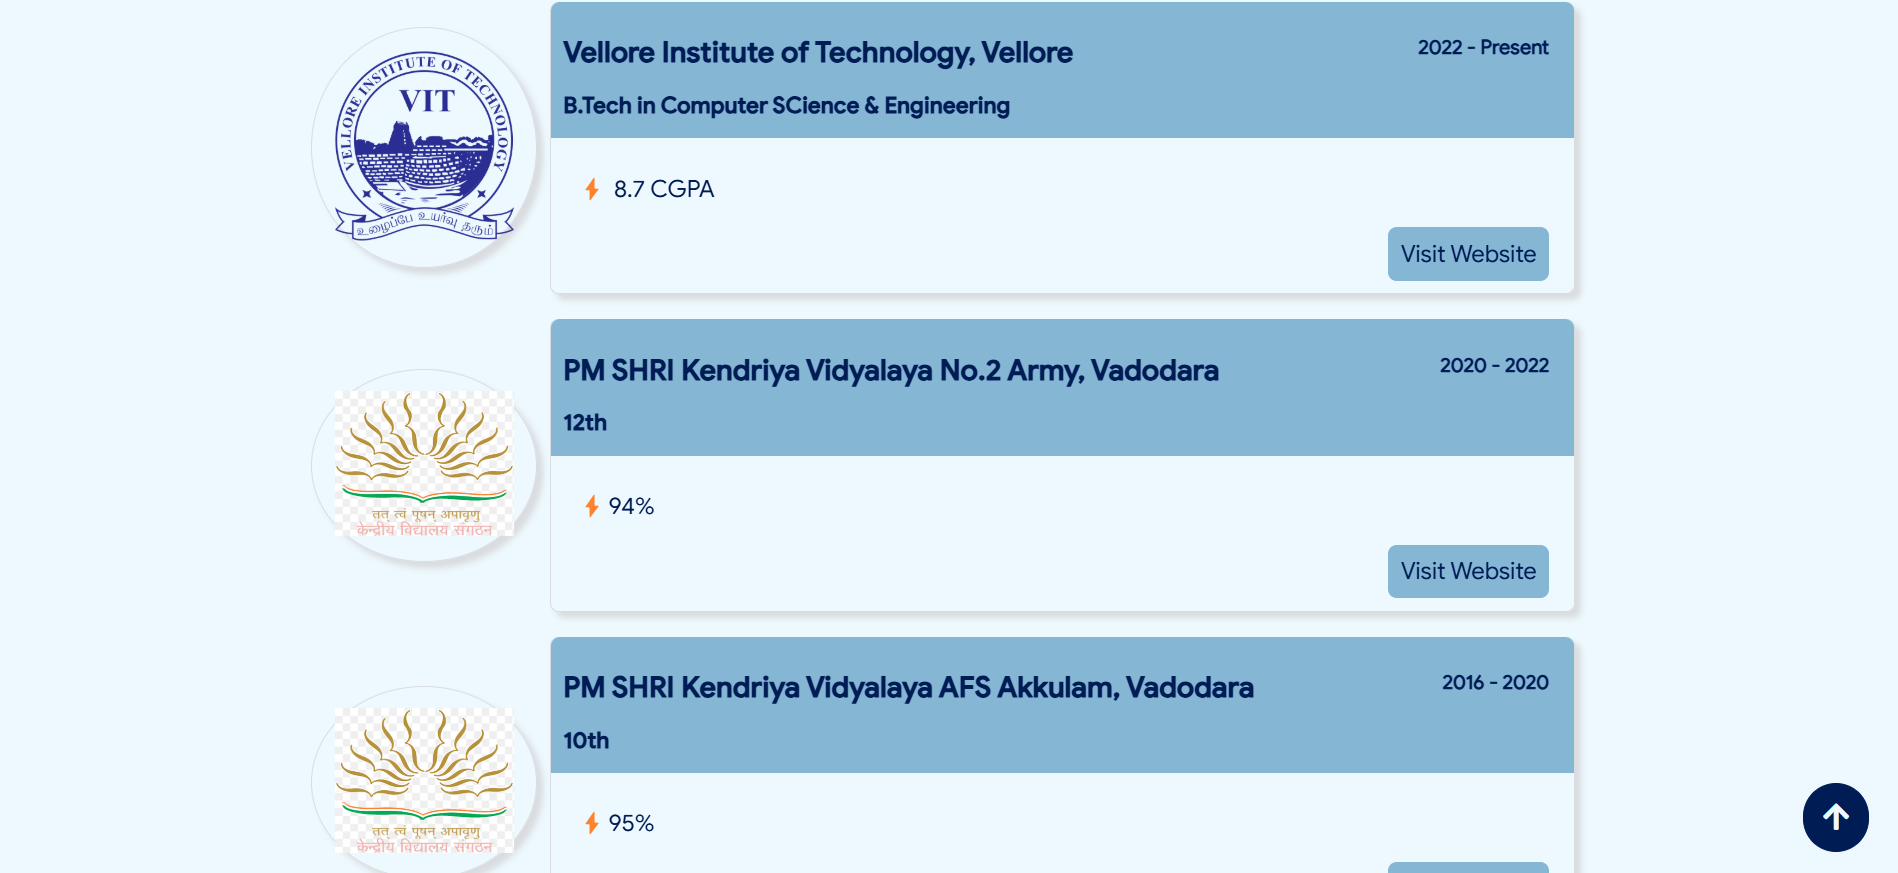 VELLORE INSTITUTE OF TECHNOLOGY
VIT
உழைப்பே உயர்வு தரும்
Vellore Institute of Technology, Vellore
2022 - Present
B.Tech in Computer SCience & Engineering
8.7 CGPA
Visit Website
तत् त्वं पूषन् अपावृणु
केन्द्रीय विद्यालय संगठन
PM SHRI Kendriya Vidyalaya No.2 Army, Vadodara
2020 - 2022
12th
94%
Visit Website
तत् त्वं पूषन् अपावृणु
केन्द्रीय विद्यालय संगठन
PM SHRI Kendriya Vidyalaya AFS Akkulam, Vadodara
2016 - 2020
10th
95%